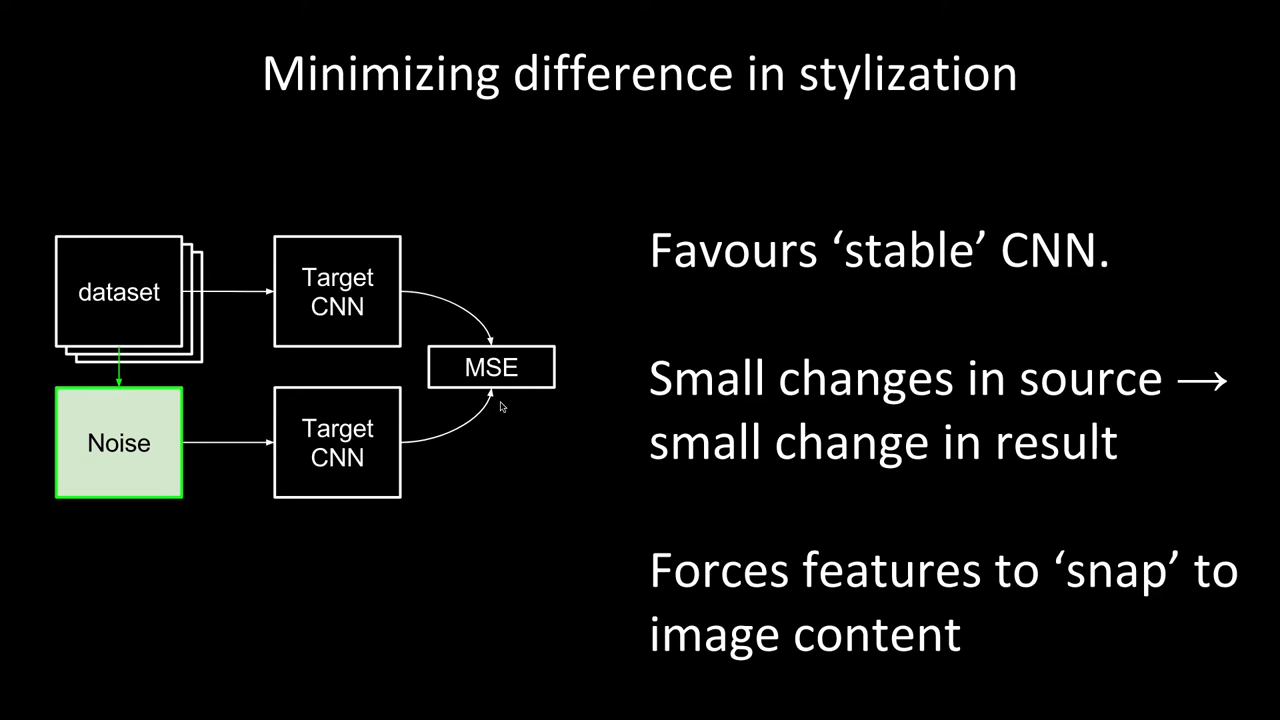 Minimizing difference in stylization
dataset
Target
CNN
MSE
Noise
Target
CNN
Favours ‘stable’ CNN.
Small changes in source →
small change in result
Forces features to ‘snap’ to
image content